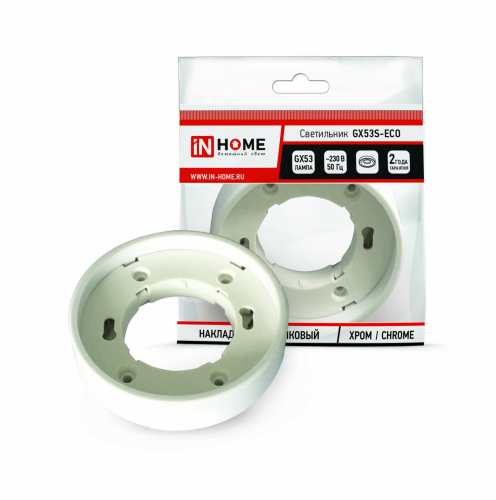 Светильник GX53S-ECO
IN HOME
домашний свет
GX53
ЛАМПА
~230 В
50 Гц
2 ГОДА
ГАРАНТИИ
WWW.IN-HOME.RU
НАКЛАД НКОВЫЙ
ХРОМ / CHROME